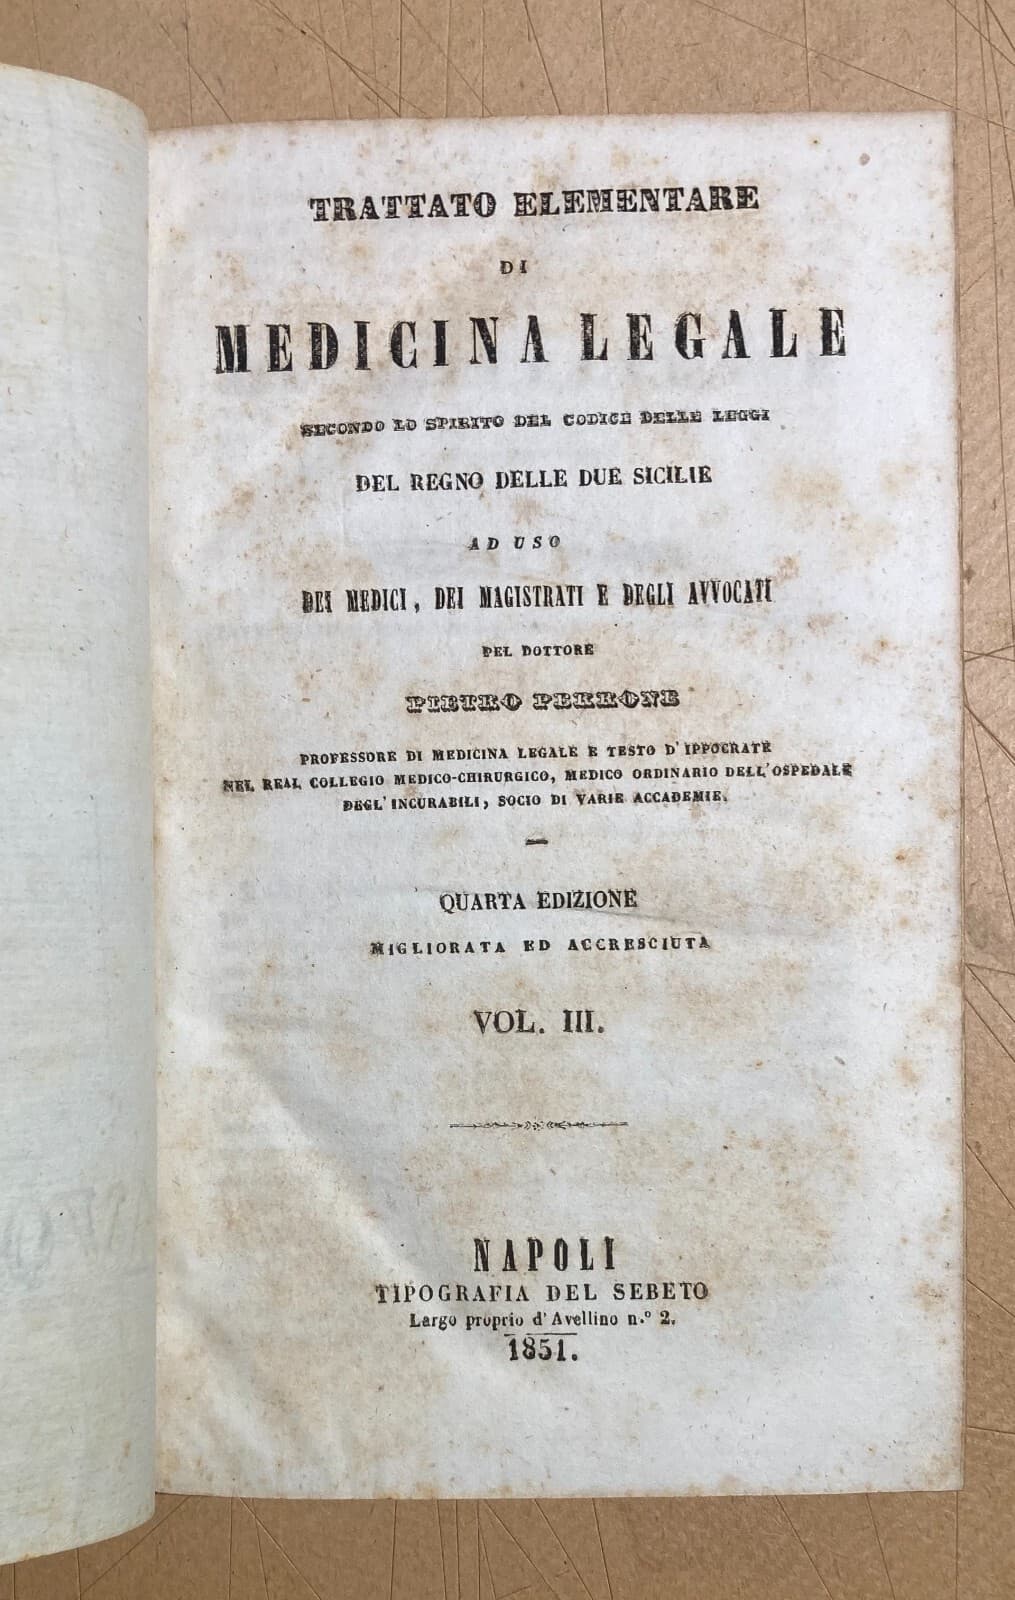 TRATTATO ELEMENTARE
DI
MEDICINA LEGALE
SECONDO LO SPIRITO DEL CODICE DELLE LEGGI
DEL REGNO DELLE DUE SICILIE
AD USO
DEI MEDICI, DEI MAGISTRATI E DEGLI AVVOCATI
PEL DOTTORE
PIETRO PERRONE
PROFESSORE DI MEDICINA LEGALE E TESTO D'IPPOCRATE
NEL REAL COLLEGIO MEDICO-CHIRURGICO, MEDICO ORDINARIO DELL'OSPEDALE
DEGL'INCURABILI, SOCIO DI VARIE ACCADEMIE.
QUARTA EDIZIONE
MIGLIORATA ED ACCRESCIUTA
VOL. III.
NAPOLI
TIPOGRAFIA DEL SEBETO
Largo proprio d'Avellino n.° 2.
1851.